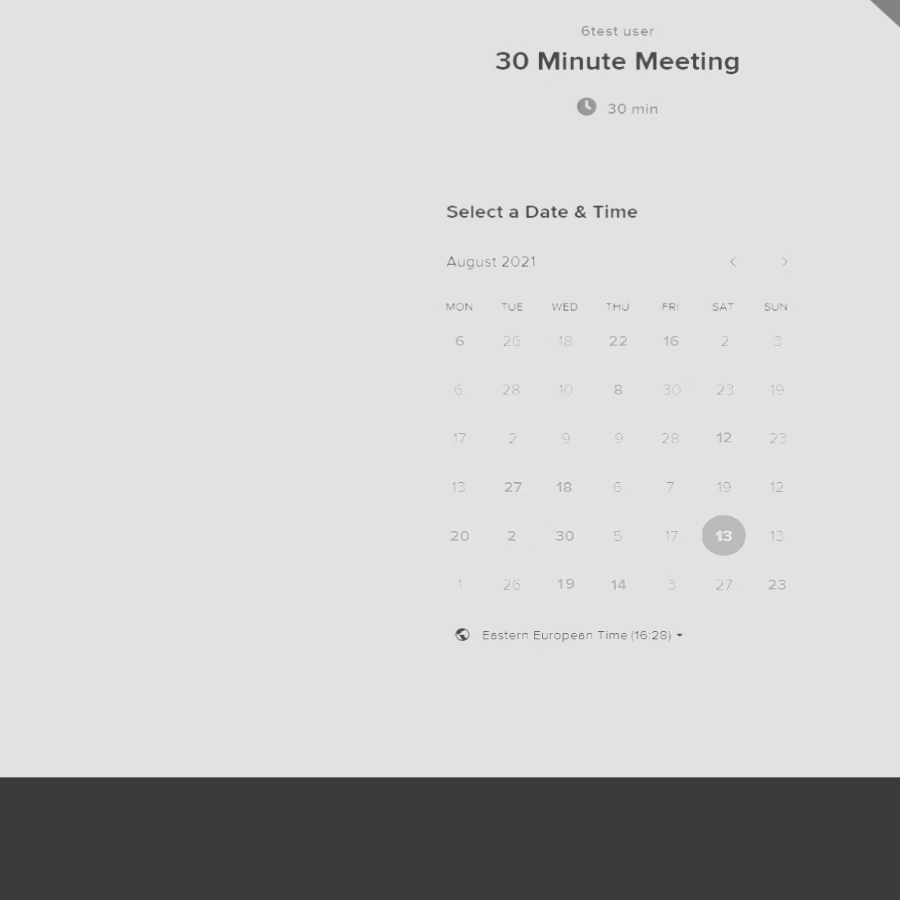 6test user
30 Minute Meeting
30 min
Select a Date & Time
August 2021
MON TUE WED THU FRI SAT SUN
6 26 18 22 16 2 3
6 28 10 8 30 23 19
17 2 9 9 28 12 23
13 27 18 6 7 19 12
20 2 30 5 17 13 13
1 26 19 14 3 27 23
Eastern European Time (16:28)